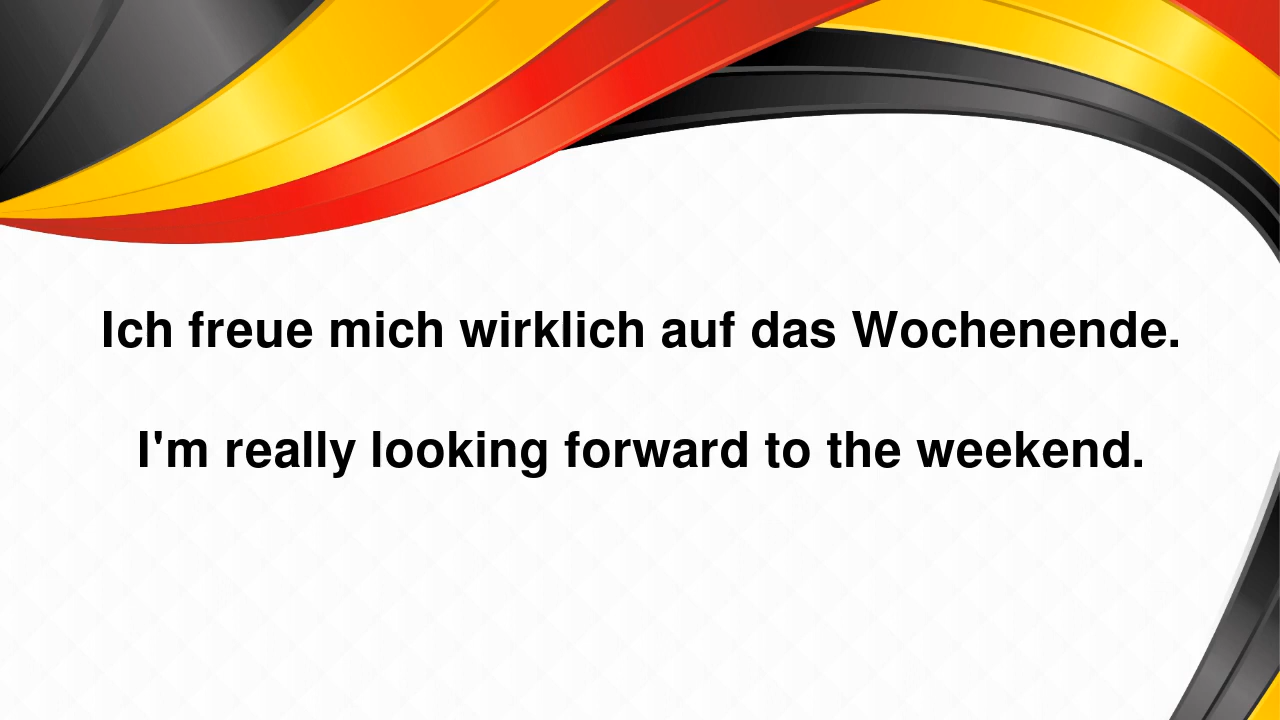 Ich freue mich wirklich auf das Wochenende.
I'm really looking forward to the weekend.